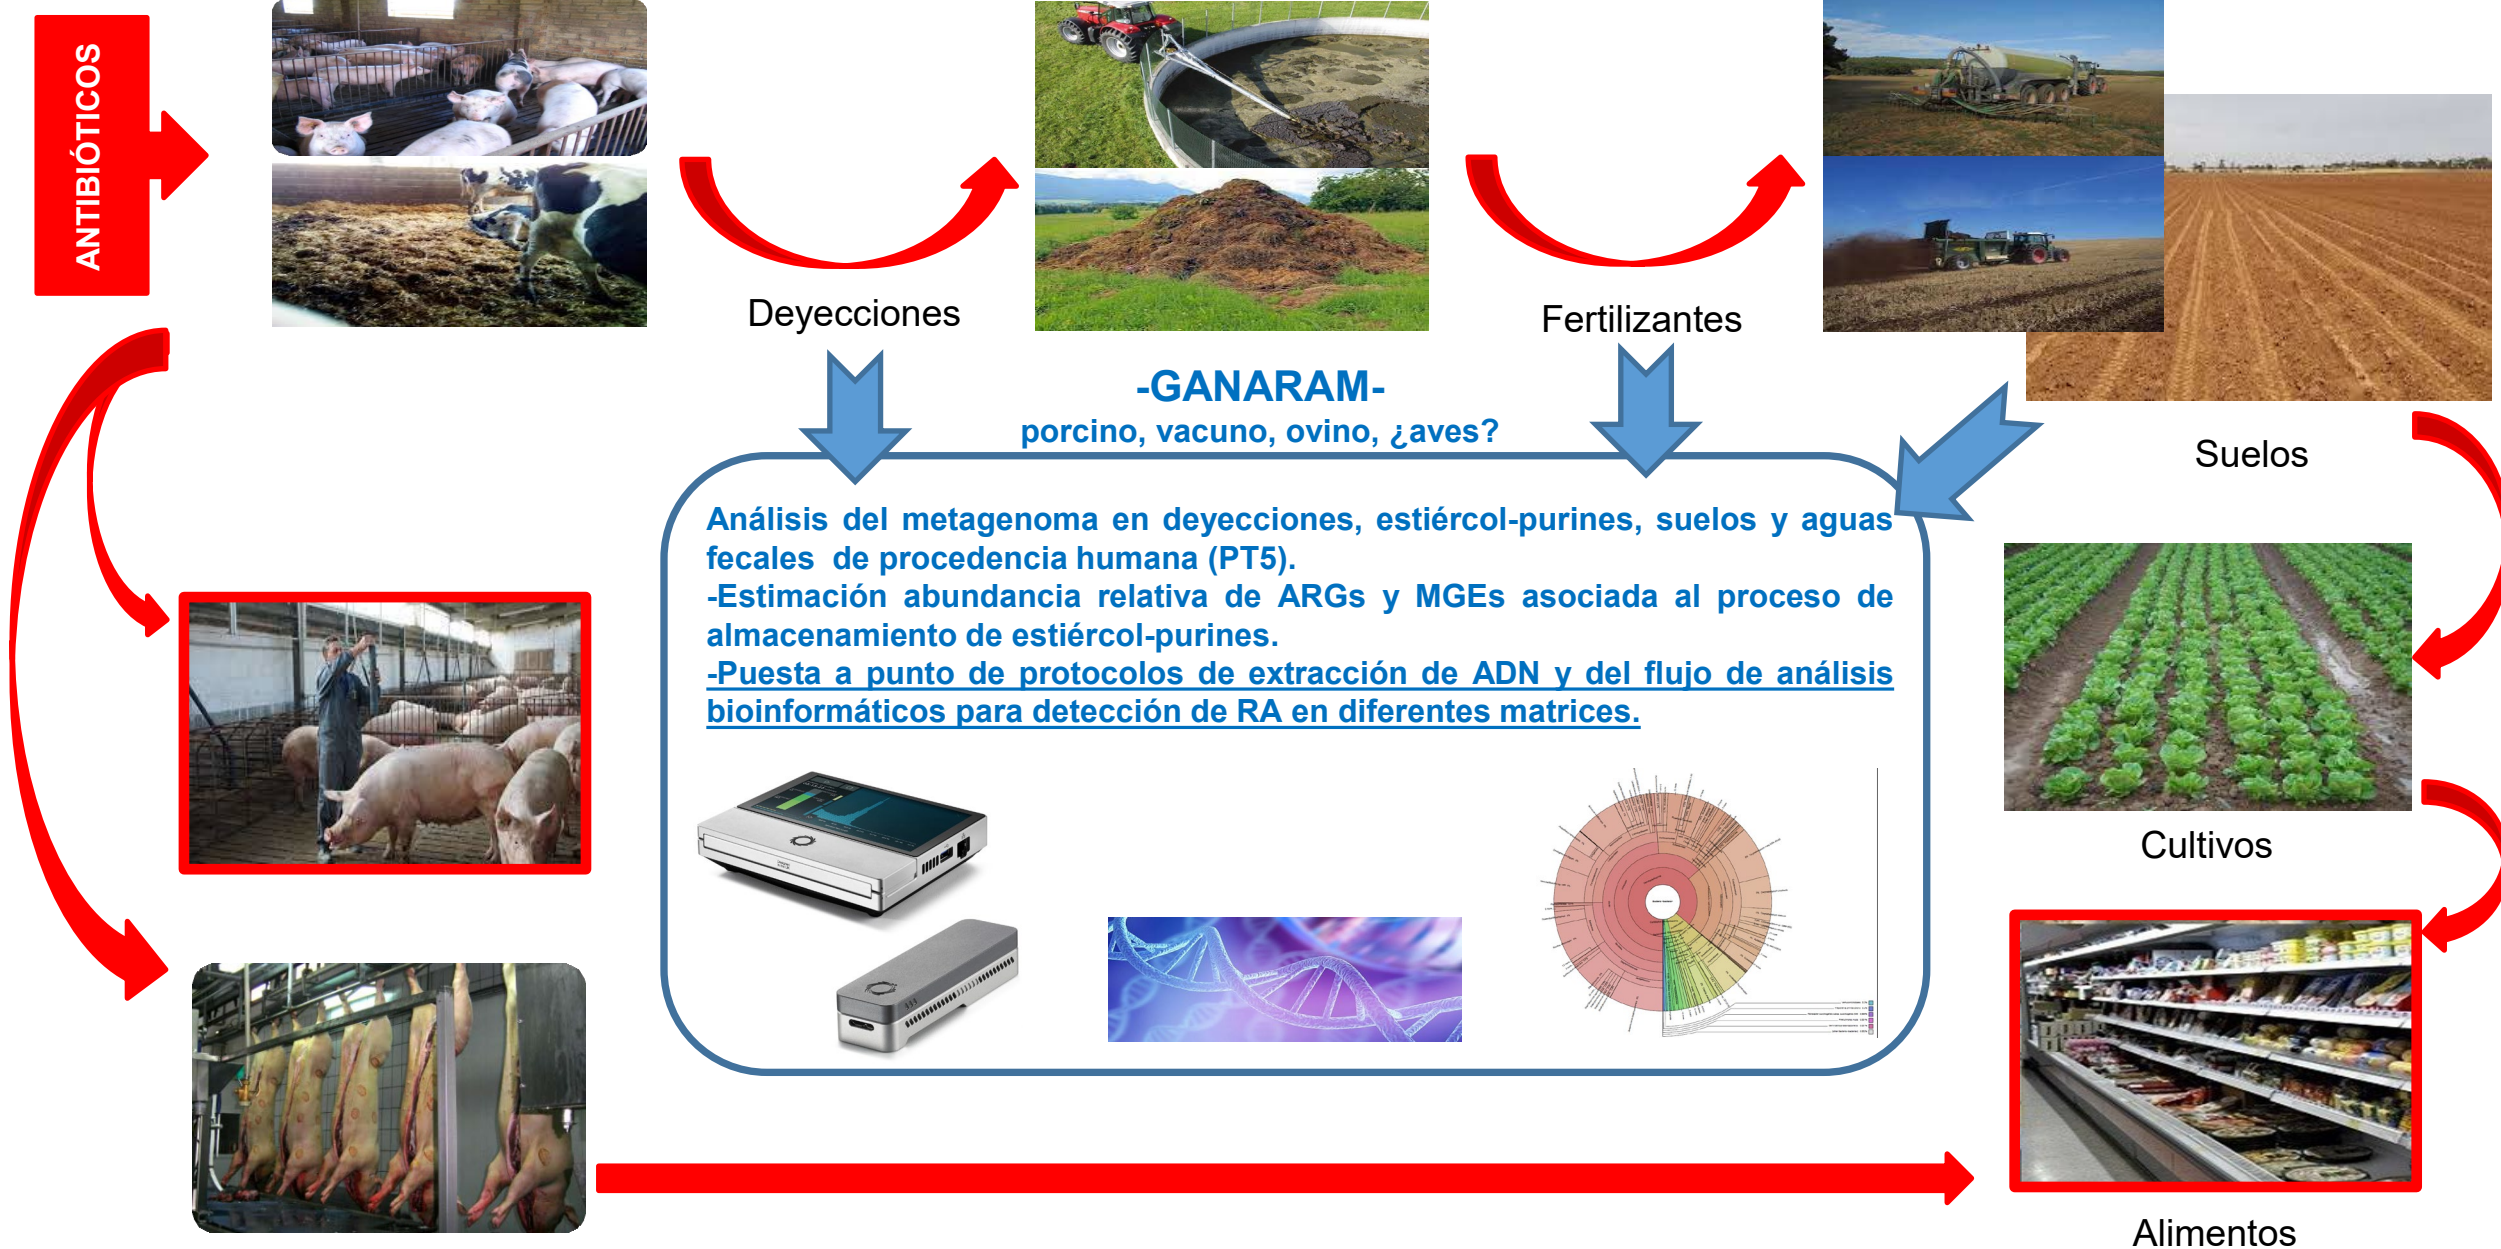 ANTIBIÓTICOS
Deyecciones
Fertilizantes
-GANARAM-
porcino, vacuno, ovino, ¿aves?
Suelos
Análisis del metagenoma en deyecciones, estiércol-purines, suelos y aguas
fecales de procedencia humana (PT5).
-Estimación abundancia relativa de ARGs y MGEs asociada al proceso de
almacenamiento de estiércol-purines.
-Puesta a punto de protocolos de extracción de ADN y del flujo de análisis
bioinformáticos para detección de RA en diferentes matrices.
Cultivos
Alimentos